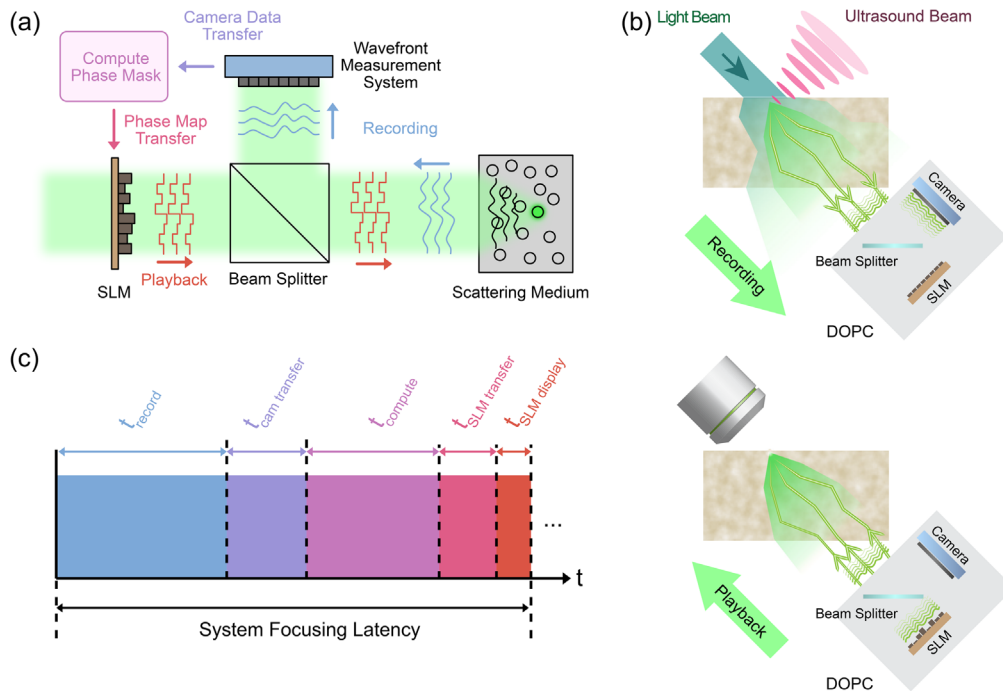 (a)
Camera Data
Transfer
Compute
Phase Mask
Wavefront
Measurement
System
Phase Map
Transfer
Recording
Playback
SLM
Beam Splitter
Scattering Medium
(b)
Light Beam
Ultrasound Beam
Camera
Beam Splitter
SLM
Recording
DOPC
Camera
Beam Splitter
SLM
Playback
DOPC
(c)
t_record
t_cam transfer
t_compute
t_SLM transfer
t_SLM display
...
t
System Focusing Latency